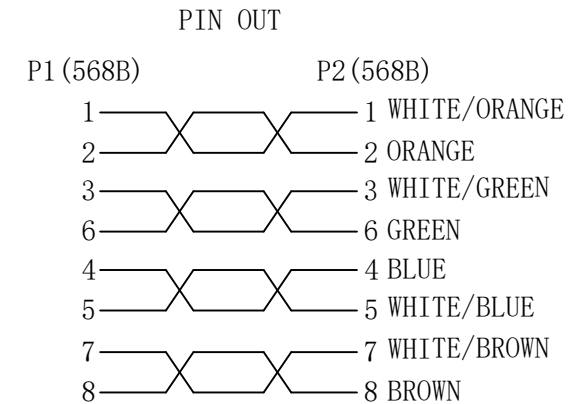 PIN OUT
P1(568B) P2(568B)
1 1 WHITE/ORANGE
2 2 ORANGE
3 3 WHITE/GREEN
6 6 GREEN
4 4 BLUE
5 5 WHITE/BLUE
7 7 WHITE/BROWN
8 8 BROWN